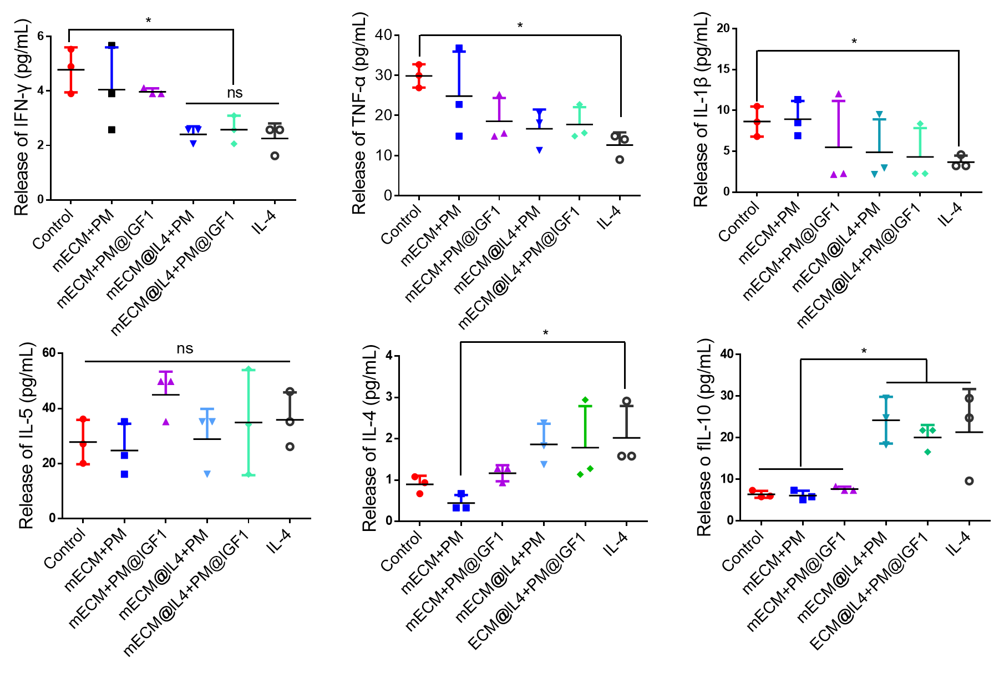 Release of IFN-γ (pg/mL)
6
4
2
0
*
ns
Control
mECM+PM
mECM+PM@IGF1
mECM@IL4+PM
mECM@IL4+PM@IGF1
IL-4
Release of TNF-α (pg/mL)
40
30
20
10
0
*
Control
mECM+PM
mECM+PM@IGF1
mECM@IL4+PM
mECM@IL4+PM@IGF1
IL-4
Release of IL-1β (pg/mL)
20
15
10
5
0
*
Control
mECM+PM
mECM+PM@IGF1
mECM@IL4+PM
mECM@IL4+PM@IGF1
IL-4
Release of IL-5 (pg/mL)
60
40
20
0
ns
Control
mECM+PM
mECM+PM@IGF1
mECM@IL4+PM
mECM@IL4+PM@IGF1
IL-4
Release of IL-4 (pg/mL)
4
3
2
1
0
*
Control
mECM+PM
mECM+PM@IGF1
mECM@IL4+PM
ECM@IL4+PM@IGF1
IL-4
Release o fIL-10 (pg/mL)
40
30
20
10
0
*
Control
mECM+PM
mECM+PM@IGF1
mECM@IL4+PM
ECM@IL4+PM@IGF1
IL-4